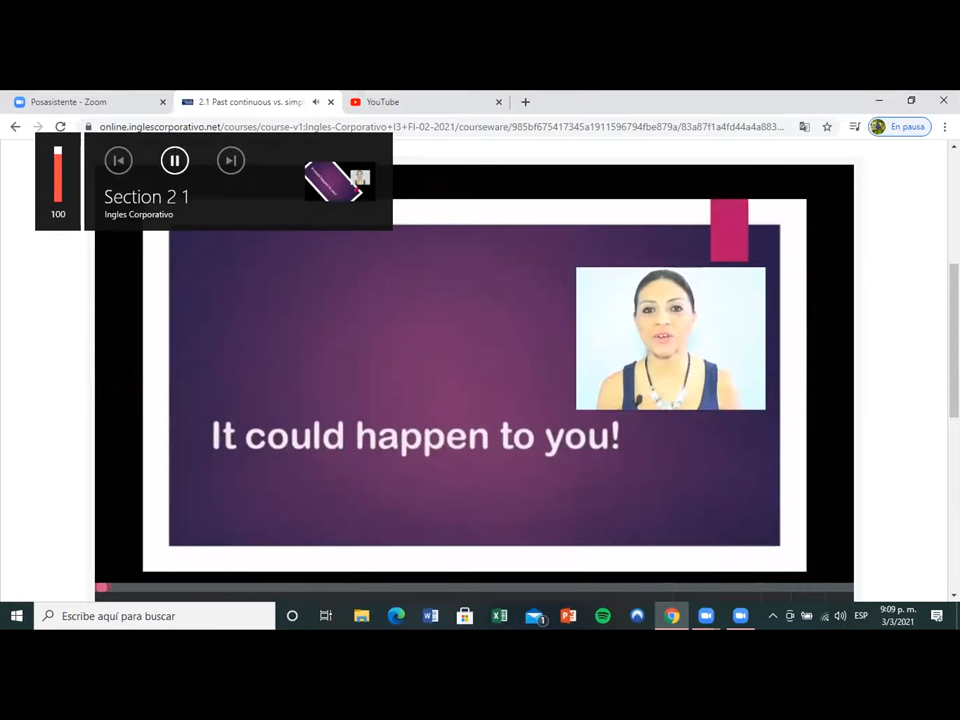 Posasistente - Zoom
2.1 Past continuous vs. simpl
YouTube
online.inglescorporativo.net/courses/course-v1:Ingles-Corporativo+I3+FI-02-2021/courseware/985bf675417345a1911596794fbe879a/83a87f1a4fd44a4a883...
En pausa
100
Section 2 1
Ingles Corporativo
It could happen to you!
Escribe aquí para buscar
1
ESP
9:09 p. m.
3/3/2021